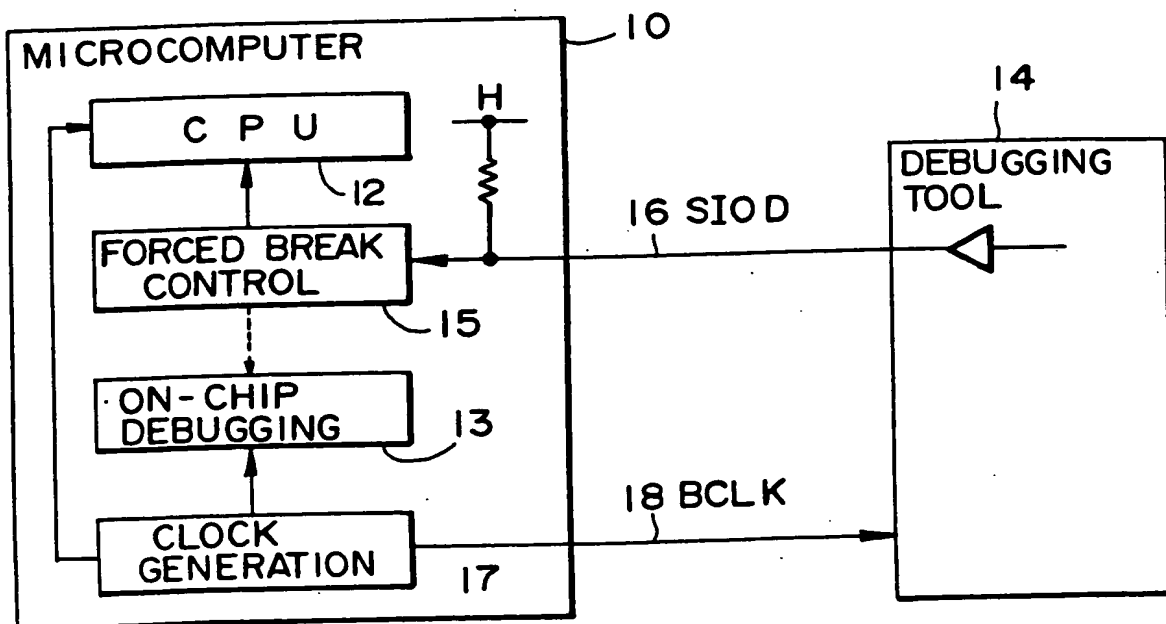 MICROCOMPUTER
10
CPU
12
H
FORCED BREAK
CONTROL
15
16 SIOD
14
DEBUGGING
TOOL
ON-CHIP
DEBUGGING
13
18 BCLK
CLOCK
GENERATION
17